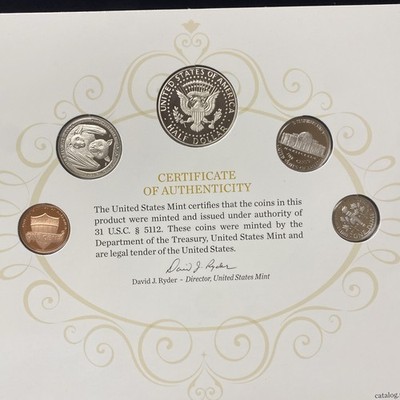 UNITED STATES OF AMERICA
HALF DOLLAR
CERTIFICATE
OF AUTHENTICITY
The United States Mint certifies that the coins in this
product were minted and issued under authority of
31 U.S.C. § 5112. These coins were minted by the
Department of the Treasury, United States Mint and
are legal tender of the United States.
David J. Ryder
David J. Ryder - Director, United States Mint
catalog.